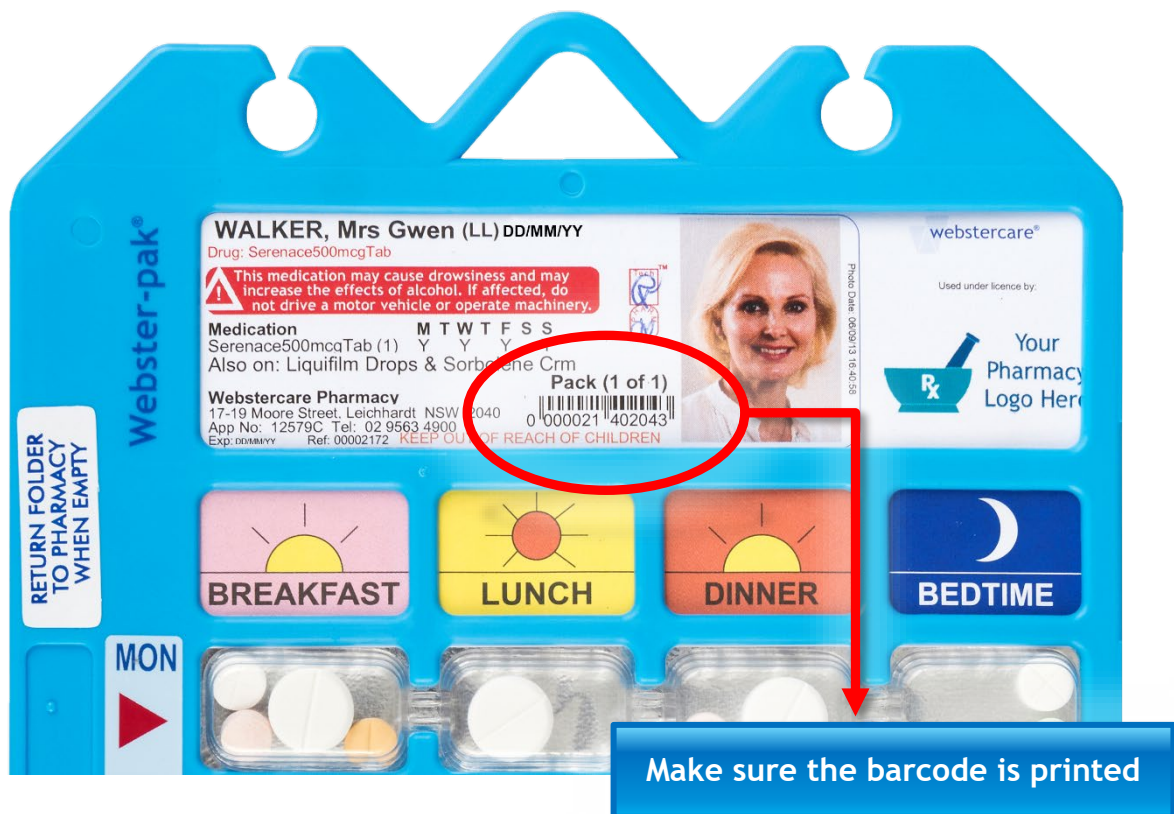 Webster-pak®
WALKER, Mrs Gwen (LL) DD/MM/YY
Drug: Serenace500mcgTab
This medication may cause drowsiness and may
increase the effects of alcohol. If affected, do
not drive a motor vehicle or operate machinery.
Medication M T W T F S S
Serenace500mcgTab (1) Y Y Y Y
Also on: Liquifilm Drops & Sorbolene Crm
Pack (1 of 1)
Webstercare Pharmacy
17-19 Moore Street, Leichhardt NSW 2040
App No: 12579C Tel: 02 9563 4900
Exp: DD/MM/YY Ref: 00002172 KEEP OUT OF REACH OF CHILDREN
0 000021 402043
Photo Date: 06/09/13 16:40:58
webstercare®
Used under licence by:
Rx
Your
Pharmacy
Logo Here
RETURN FOLDER
TO PHARMACY
WHEN EMPTY
BREAKFAST
LUNCH
DINNER
BEDTIME
MON
Make sure the barcode is printed